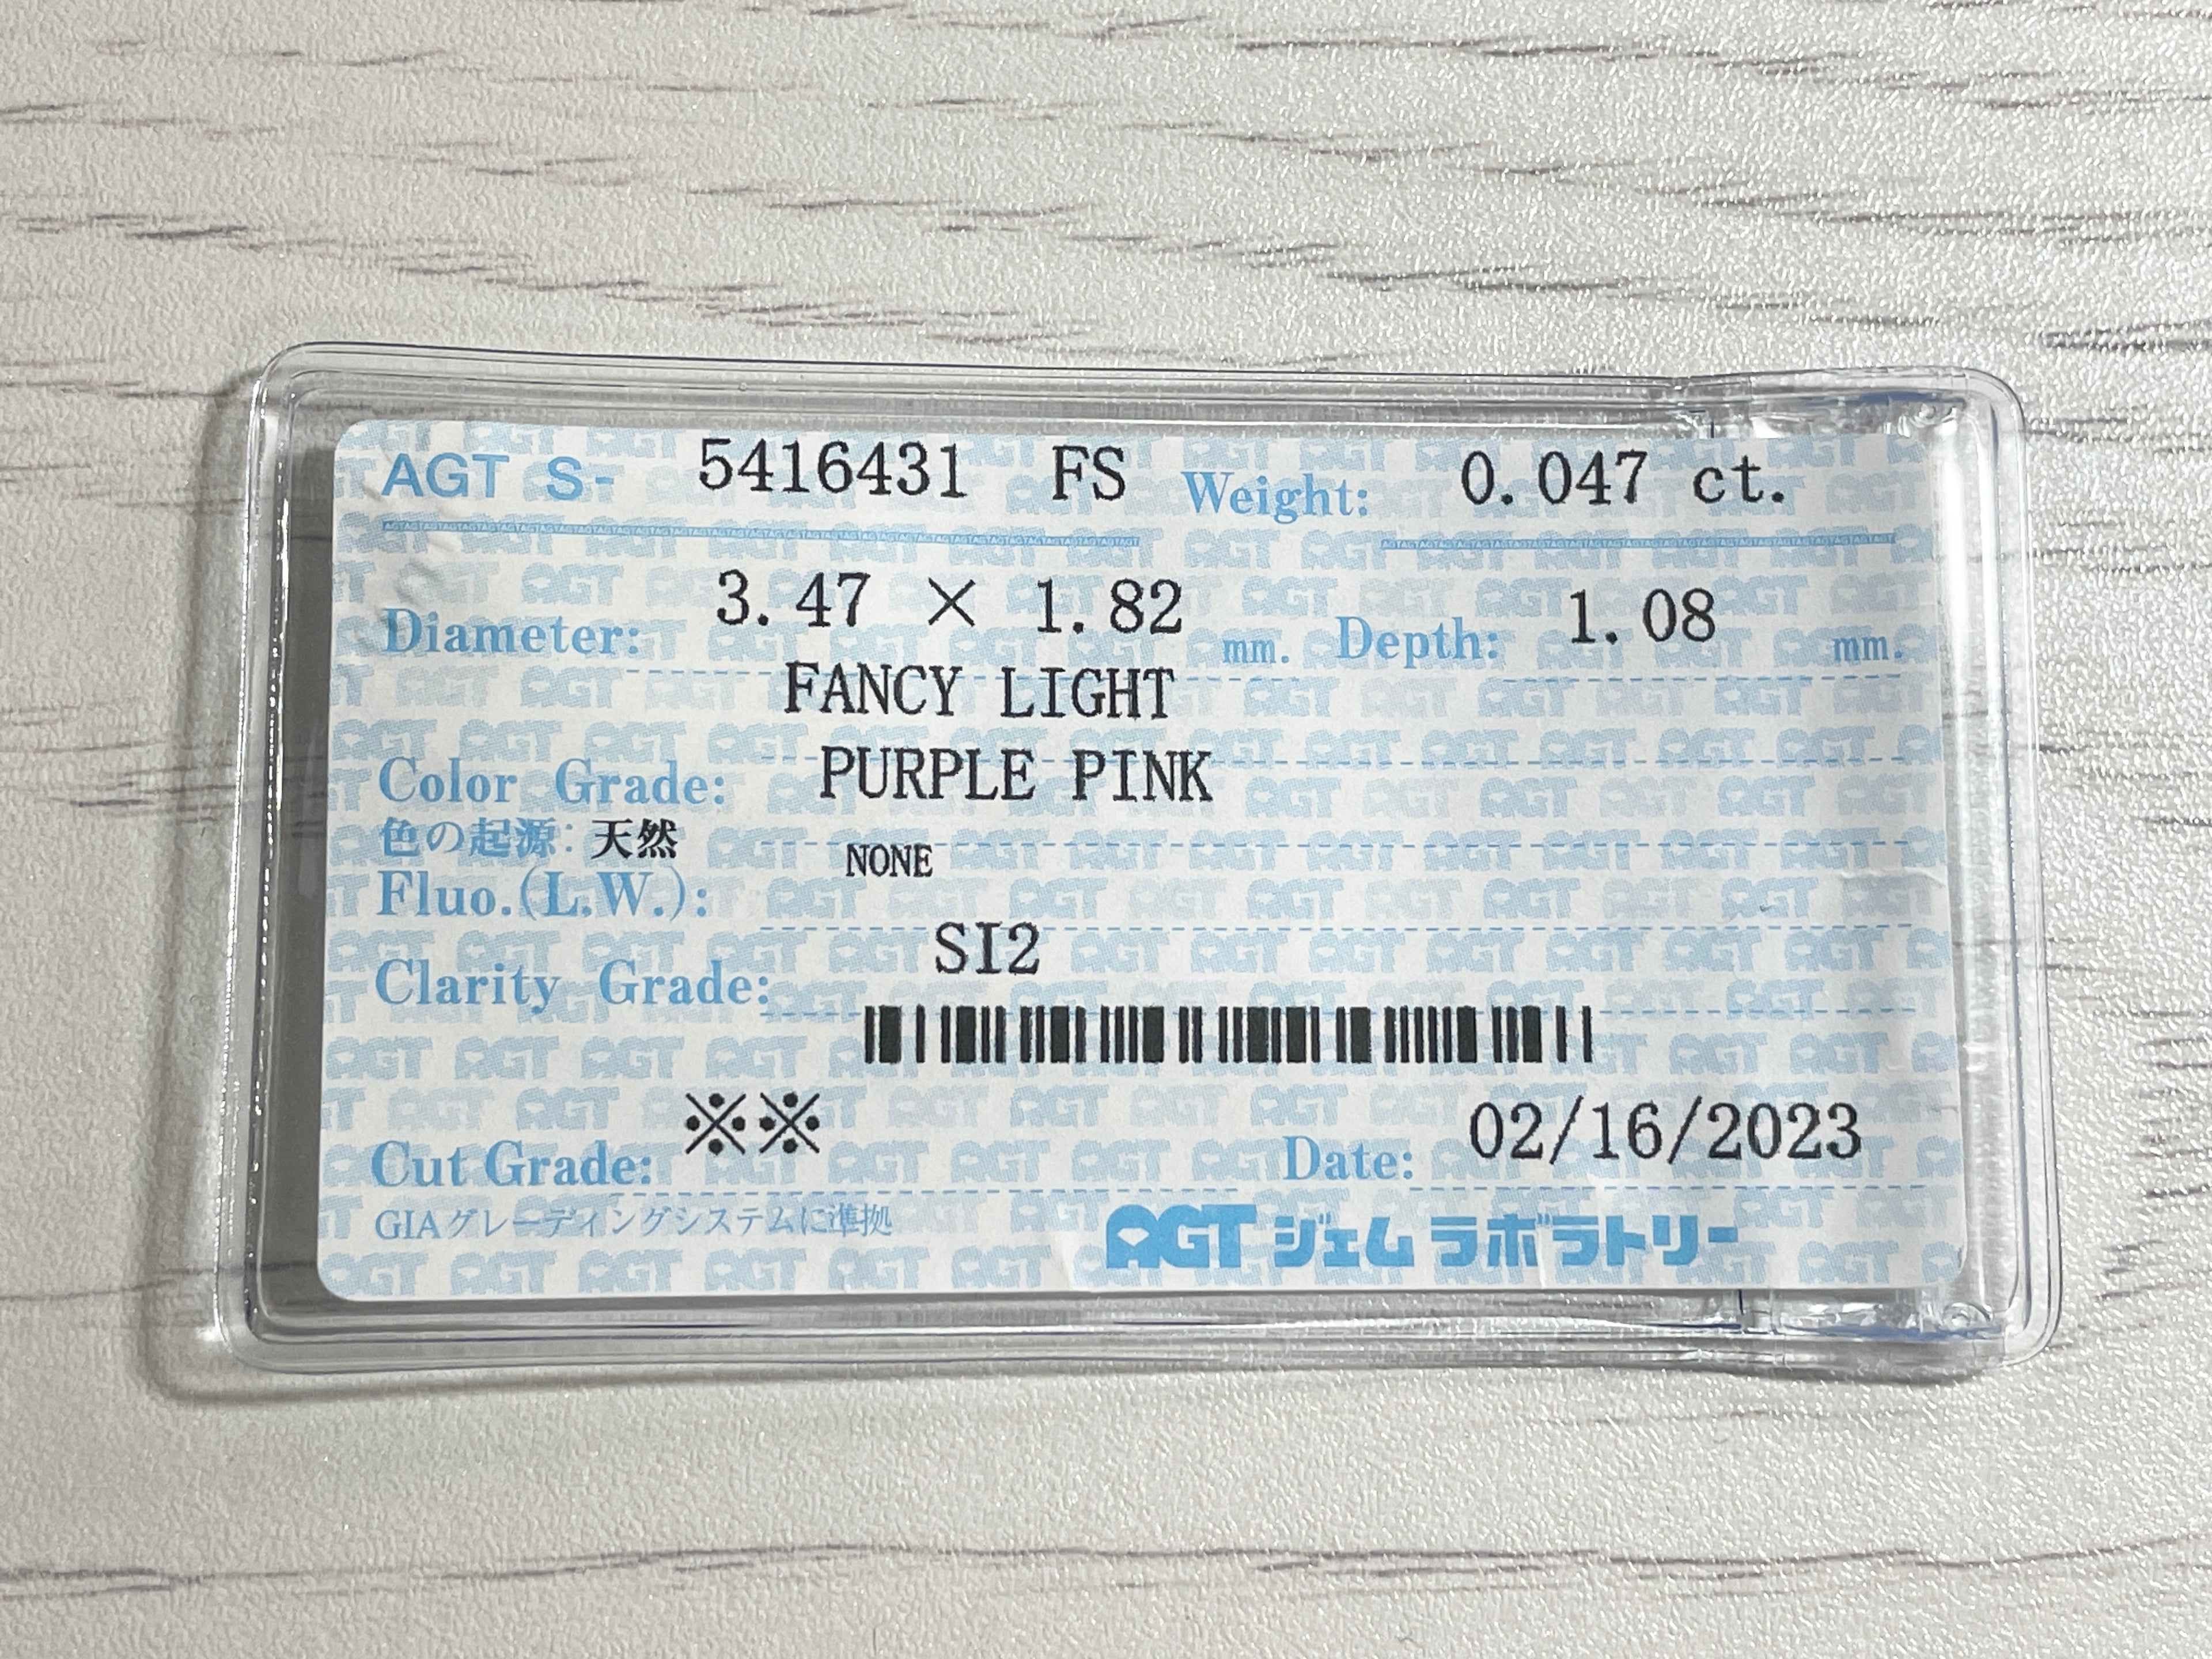 AGT S- 5416431 FS Weight: 0.047 ct.
Diameter: 3.47 × 1.82 mm. Depth: 1.08 mm.
FANCY LIGHT
Color Grade: PURPLE PINK
色の起源: 天然
Fluo.(L.W.): NONE
Clarity Grade: SI2
Cut Grade: ※※ Date: 02/16/2023
GIAグレーディングシステムに準拠
AGT ジェム ラボラトリー